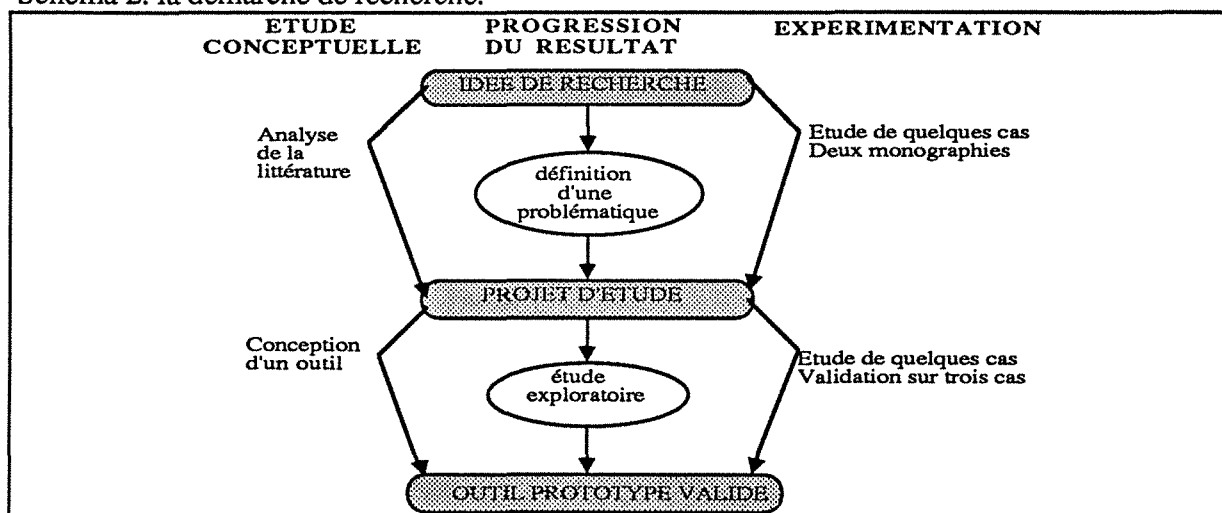 Schéma 2: la démarche de recherche.
ETUDE CONCEPTUELLE
PROGRESSION DU RESULTAT
EXPERIMENTATION
IDEE DE RECHERCHE
Analyse
de la
littérature
Etude de quelques cas
Deux monographies
définition
d'une
problématique
PROJET D'ETUDE
Conception
d'un outil
Etude de quelques cas
Validation sur trois cas
étude
exploratoire
OUTIL PROTOTYPE VALIDE